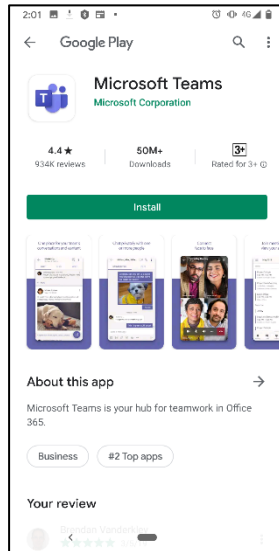 2:01
4G
Google Play
Microsoft Teams
Microsoft Corporation
4.4★
50M+
3+
934K reviews
Downloads
Rated for 3+
Install
About this app
Microsoft Teams is your hub for teamwork in Office
365.
Business
#2 Top apps
Your review
Brendan Vonderkley